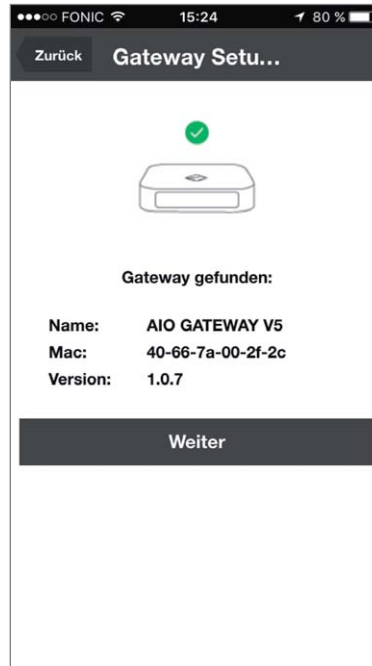 FONIC 15:24 80 %
Zurück Gateway Setu...
Gateway gefunden:
Name: AIO GATEWAY V5
Mac: 40-66-7a-00-2f-2c
Version: 1.0.7
Weiter